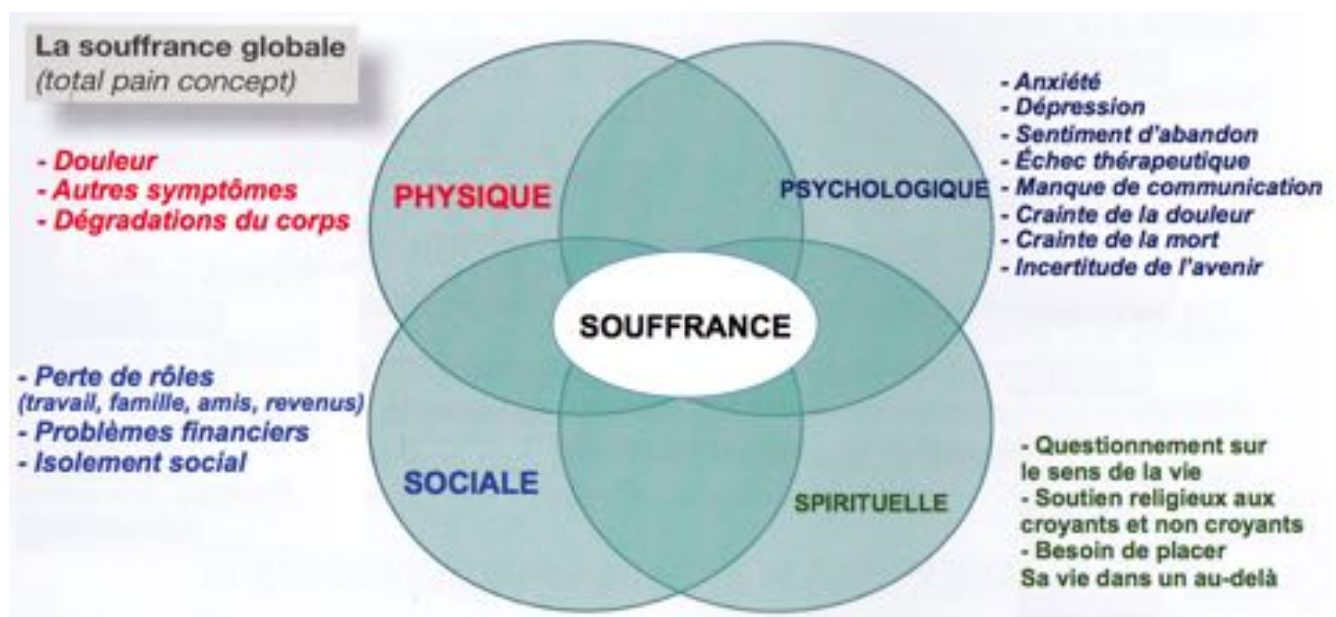 La souffrance globale
(total pain concept)
- Douleur
- Autres symptômes
- Dégradations du corps
PHYSIQUE
PSYCHOLOGIQUE
- Anxiété
- Dépression
- Sentiment d'abandon
- Échec thérapeutique
- Manque de communication
- Crainte de la douleur
- Crainte de la mort
- Incertitude de l'avenir
SOUFFRANCE
- Perte de rôles
(travail, famille, amis, revenus)
- Problèmes financiers
- Isolement social
SOCIALE
SPIRITUELLE
- Questionnement sur
le sens de la vie
- Soutien religieux aux
croyants et non croyants
- Besoin de placer
Sa vie dans un au-delà